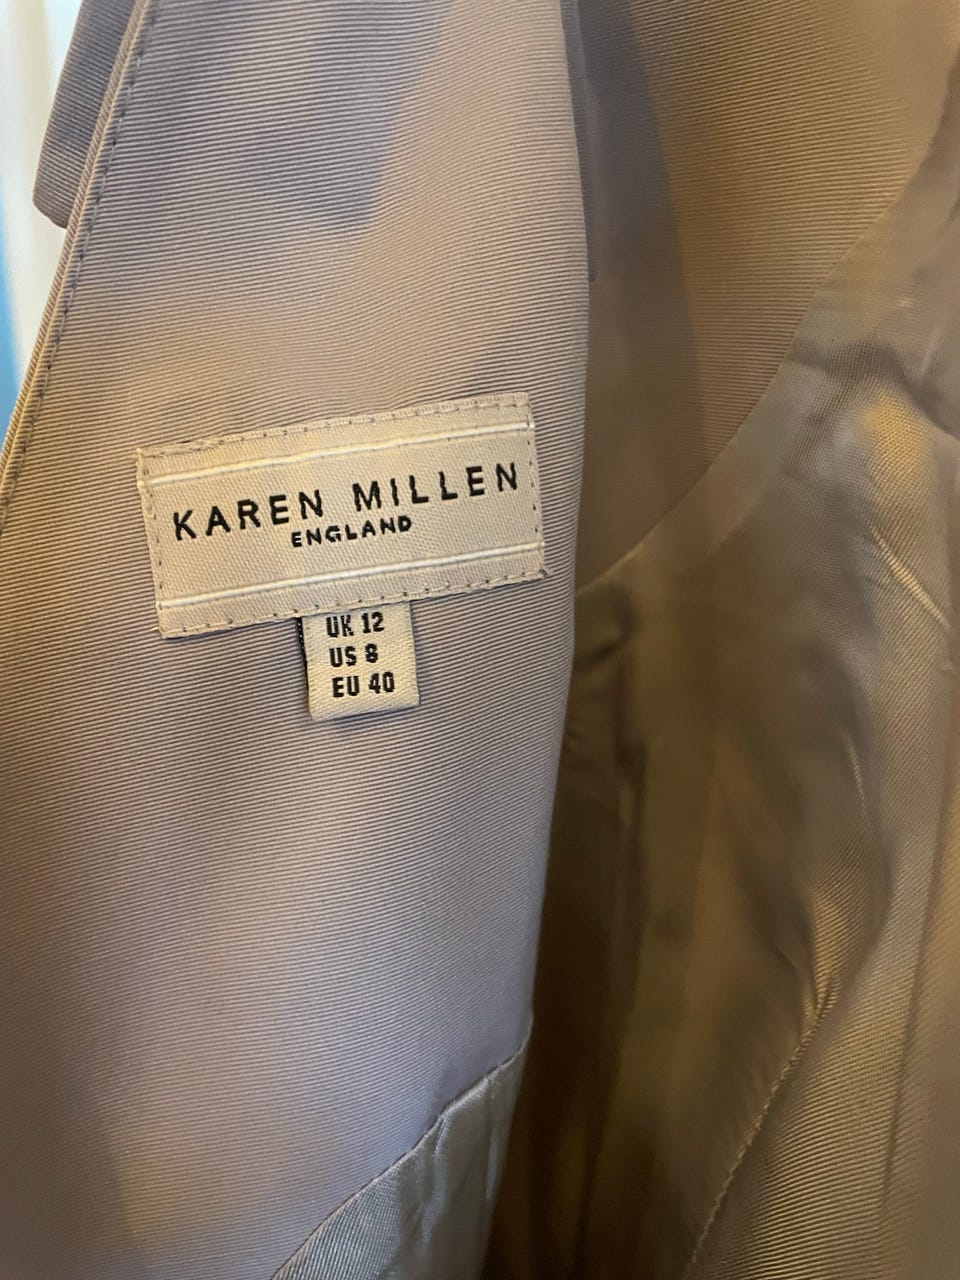 KAREN MILLEN
ENGLAND
UK 12
US 8
EU 40